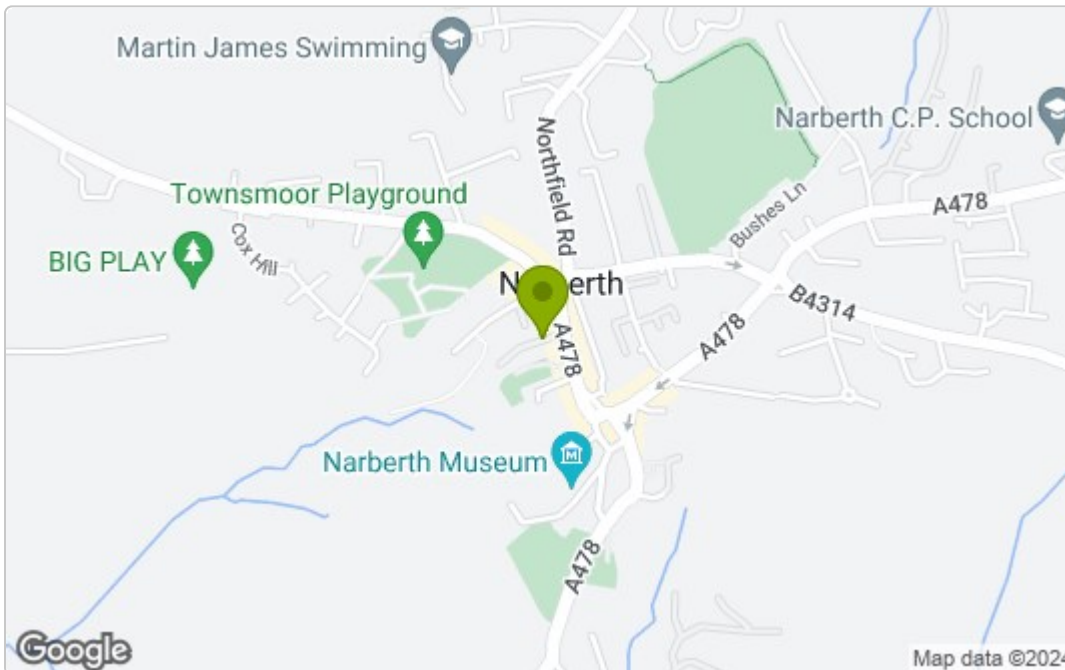 Martin James Swimming
Narberth C.P. School
Northfield Rd
Townsmoor Playground
Bushes Ln
A478
Cox Hill
BIG PLAY
B4314
A478
A478
Narberth Museum
A478
Google
Map data ©2024